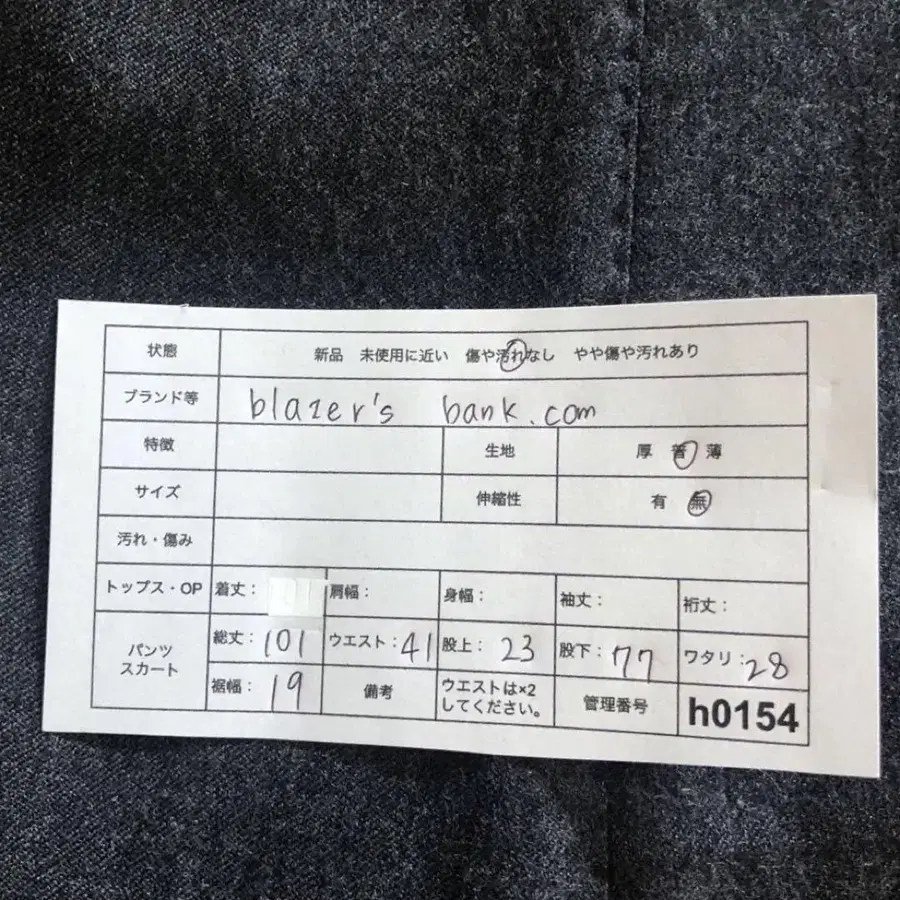 状態 新品 未使用に近い 傷や汚れなし やや傷や汚れあり
ブランド等 blazer's bank.com
特徴 生地 厚 普 薄
サイズ 伸縮性 有 無
汚れ・傷み
トップス・OP 着丈： 肩幅： 身幅： 袖丈： 裄丈：
パンツ スカート 総丈：101 ウエスト：41 股上：23 股下：77 ワタリ：28
裾幅：19 備考 ウエストは×2 してください。 管理番号 h0154